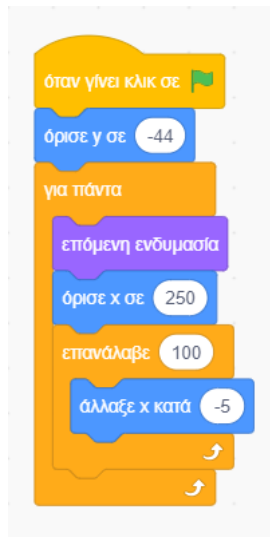 όταν γίνει κλικ σε
όρισε y σε -44
για πάντα
επόμενη ενδυμασία
όρισε x σε 250
επανάλαβε 100
άλλαξε x κατά -5